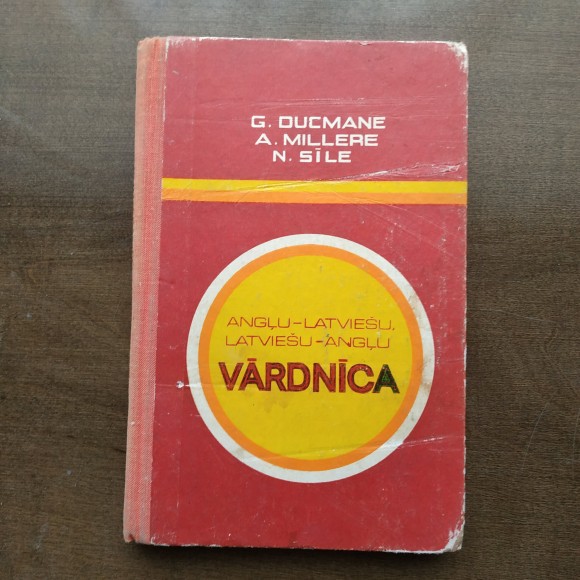 G. DUCMANE
A. MILLERE
N. SĪLE
ANGĻU-LATVIEŠU,
LATVIEŠU-ANGĻU
VĀRDNĪCA